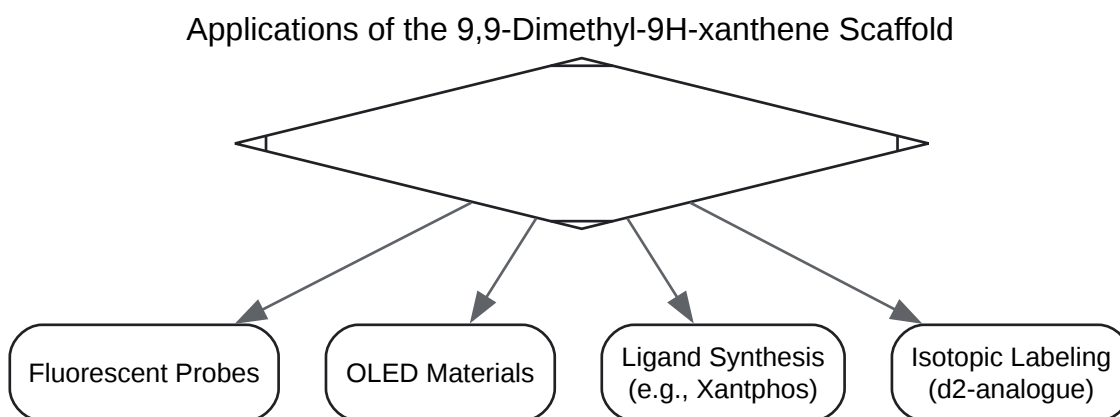 Applications of the 9,9-Dimethyl-9H-xanthene Scaffold
Fluorescent Probes
OLED Materials
Ligand Synthesis
(e.g., Xantphos)
Isotopic Labeling
(d2-analogue)